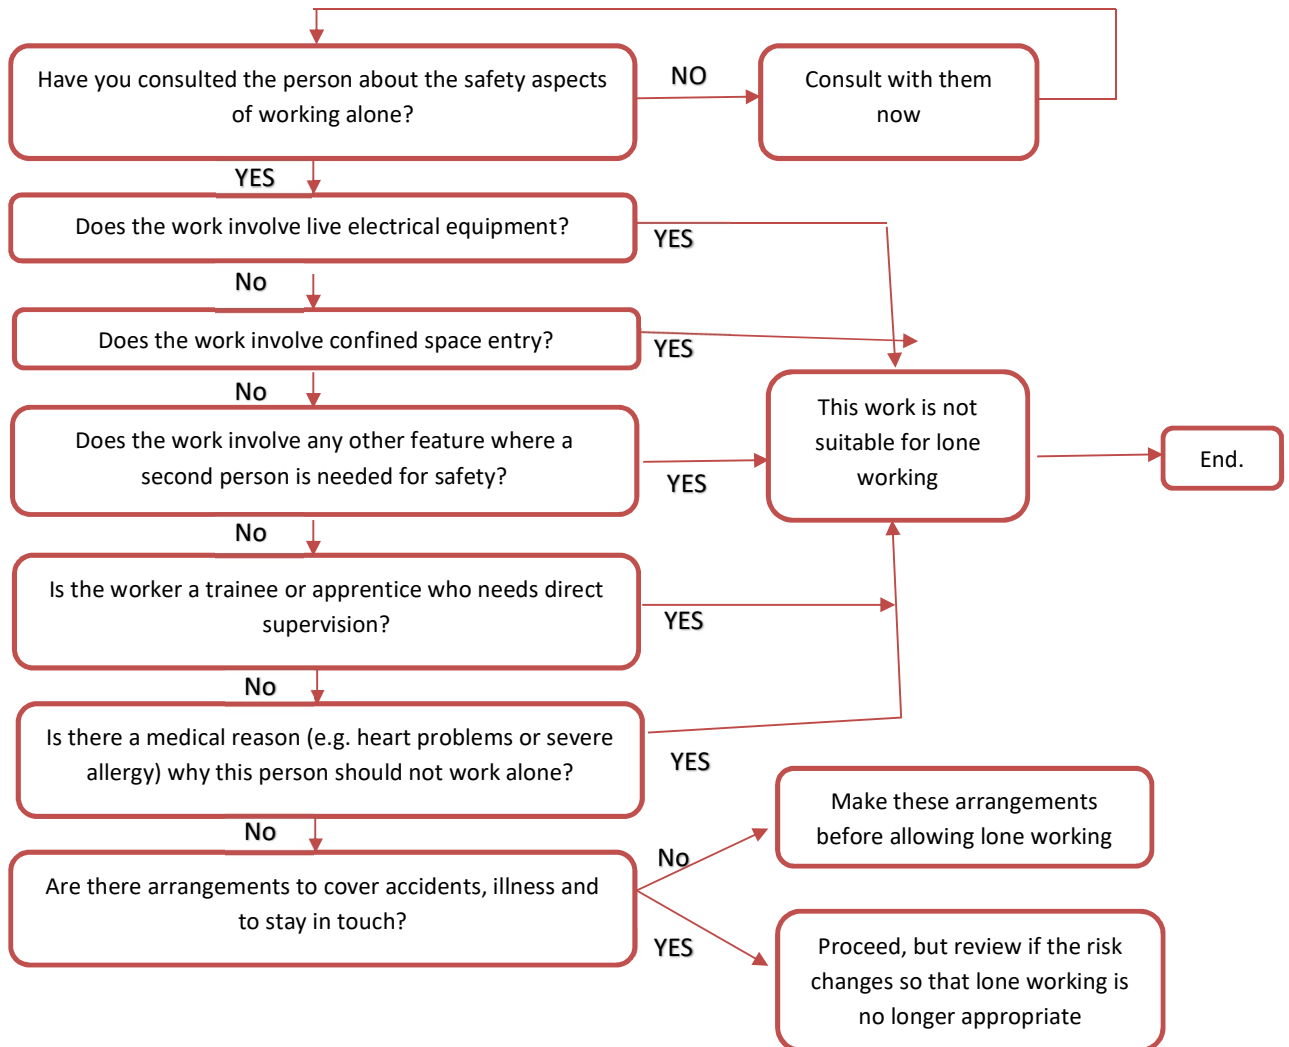 Have you consulted the person about the safety aspects
of working alone?
NO
Consult with them
now
YES
Does the work involve live electrical equipment?
YES
No
Does the work involve confined space entry?
YES
No
Does the work involve any other feature where a
second person is needed for safety?
YES
This work is not
suitable for lone
working
End.
No
Is the worker a trainee or apprentice who needs direct
supervision?
YES
No
Is there a medical reason (e.g. heart problems or severe
allergy) why this person should not work alone?
YES
No
Are there arrangements to cover accidents, illness and
to stay in touch?
No
Make these arrangements
before allowing lone working
YES
Proceed, but review if the risk
changes so that lone working is
no longer appropriate